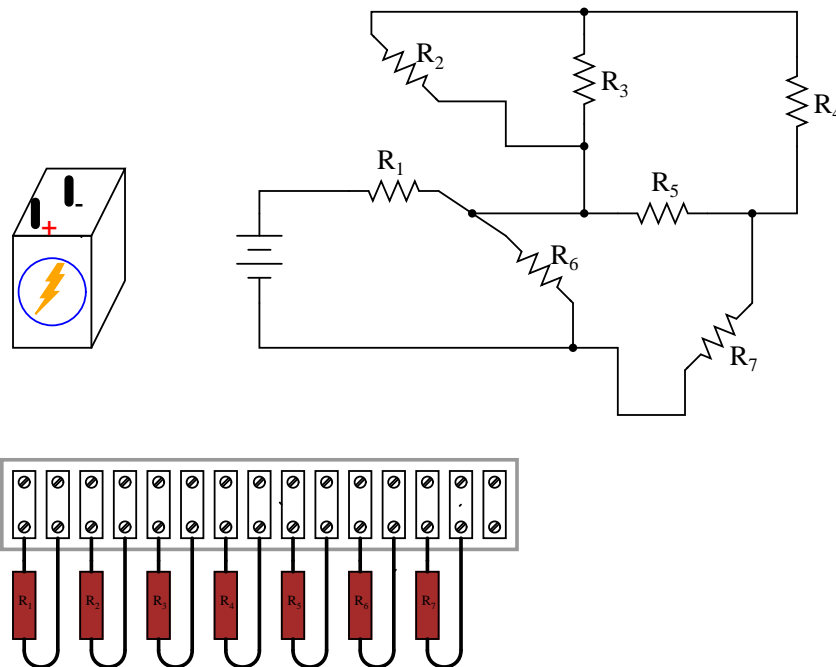 R₂
R₃
R₄
R₁
R₅
R₆
R₇
-
+
R₁ R₂ R₃ R₄ R₅ R₆ R₇